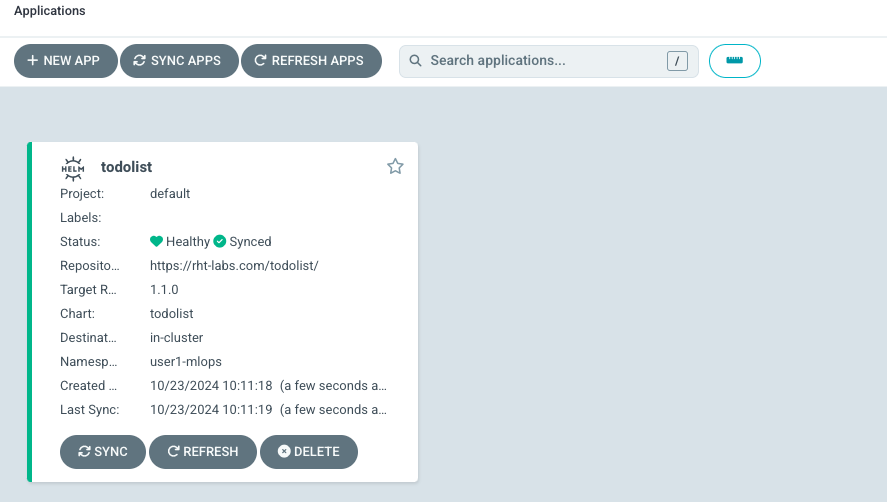 Applications
NEW APP SYNC APPS REFRESH APPS Search applications... /
HELM todolist
Project: default
Labels:
Status: Healthy Synced
Reposito... https://rht-labs.com/todolist/
Target R... 1.1.0
Chart: todolist
Destinat... in-cluster
Namesp... user1-mlops
Created ... 10/23/2024 10:11:18 (a few seconds a...
Last Sync: 10/23/2024 10:11:19 (a few seconds a...
SYNC REFRESH DELETE